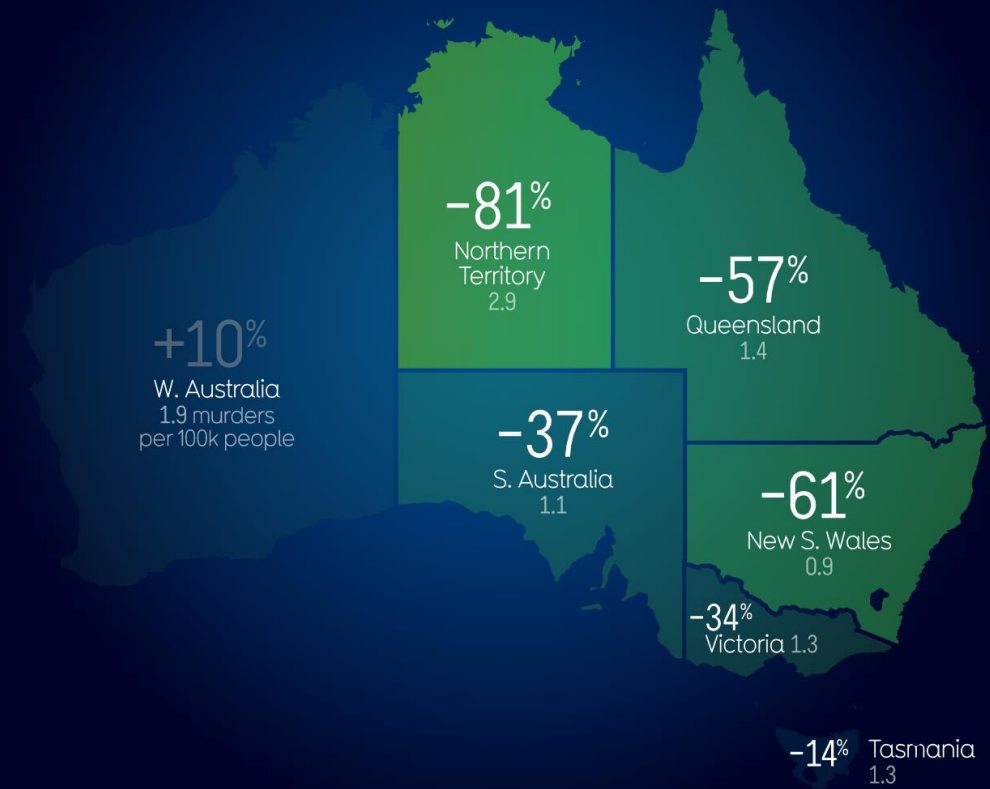 -81%
Northern
Territory
2.9
-57%
Queensland
1.4
+10%
W. Australia
1.9 murders
per 100k people
-37%
S. Australia
1.1
-61%
New S. Wales
0.9
-34%
Victoria 1.3
-14% Tasmania
1.3